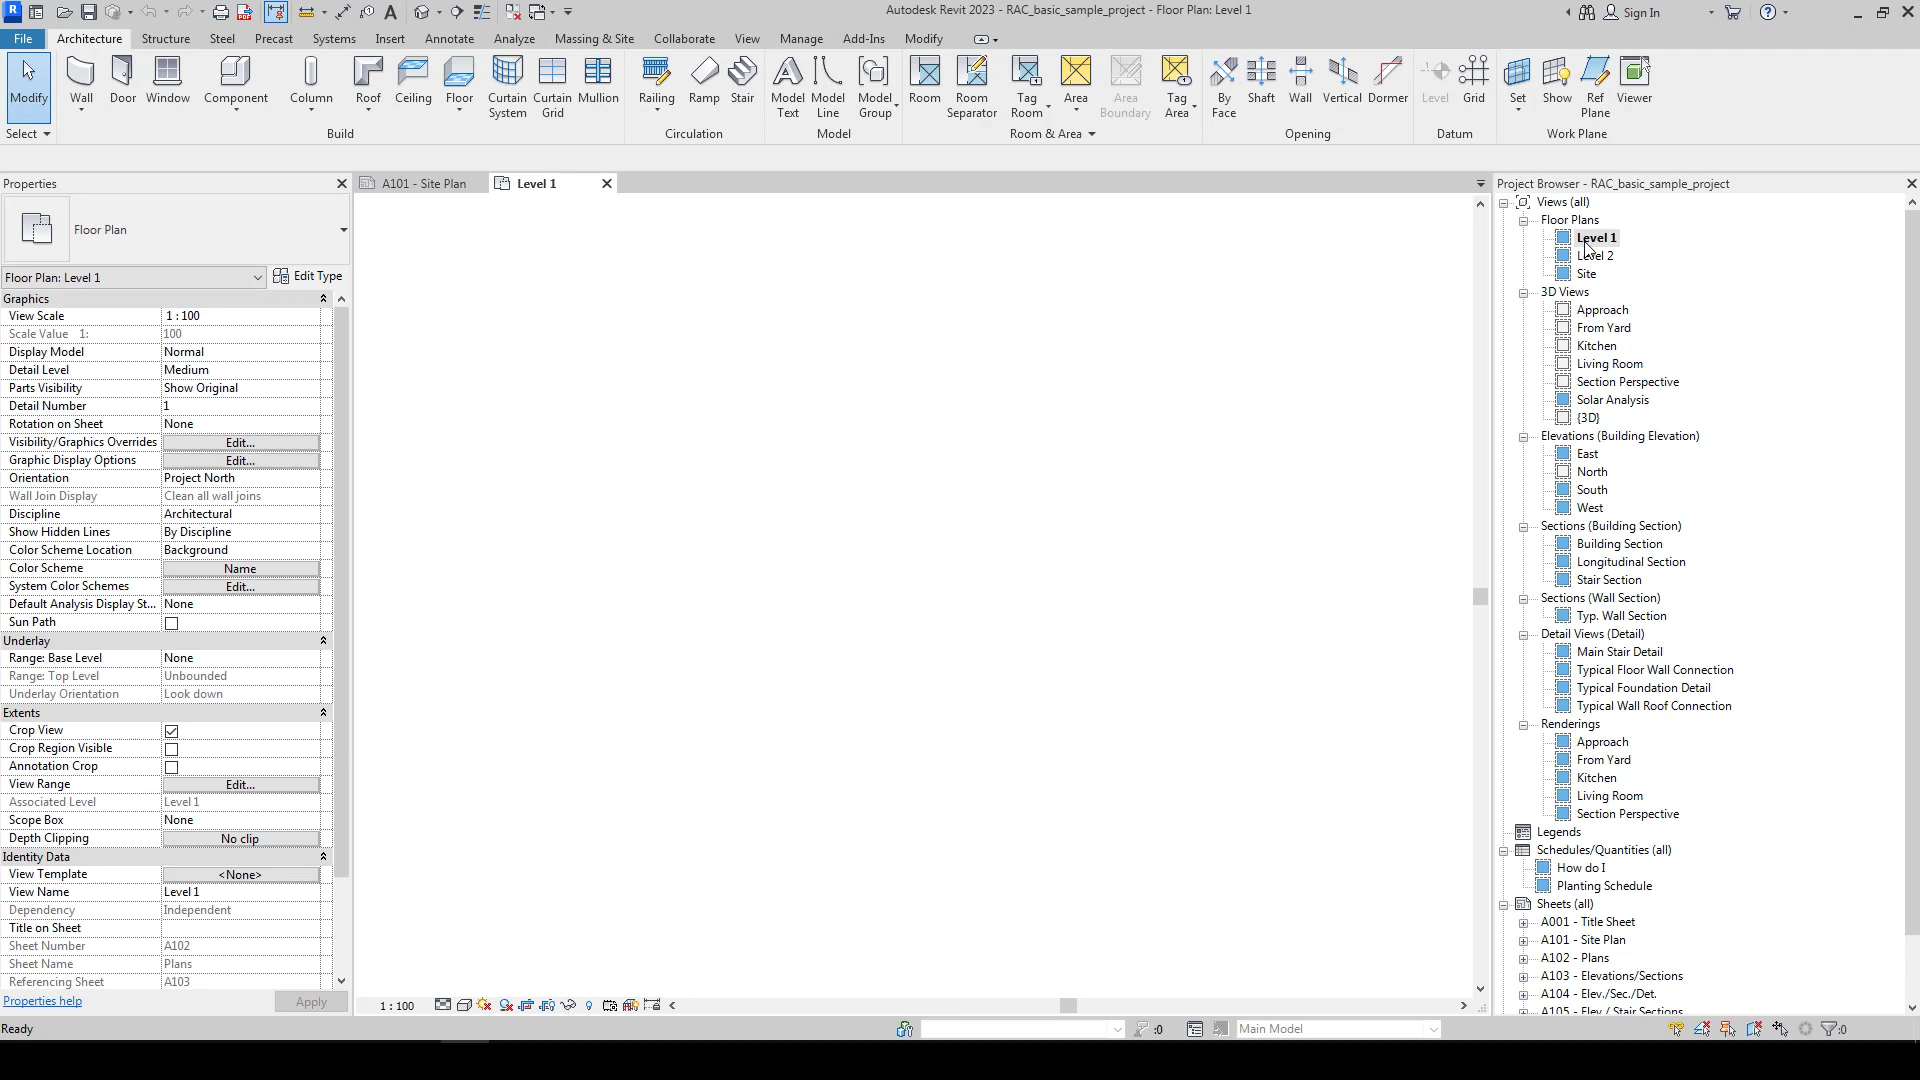 Autodesk Revit 2023 - RAC_basic_sample_project - Floor Plan: Level 1
Sign In
File Architecture Structure Steel Precast Systems Insert Annotate Analyze Massing & Site Collaborate View Manage Add-Ins Modify
Modify Wall Door Window Component Column Roof Ceiling Floor Curtain System Curtain Grid Mullion Railing Ramp Stair Model Text Model Line Model Group Room Room Separator Tag Room Area Area Boundary Tag Area By Face Shaft Wall Vertical Dormer Level Grid Set Show Ref Plane Viewer
Select Build Circulation Model Room & Area Opening Datum Work Plane
Properties
A101 - Site Plan
Level 1
Project Browser - RAC_basic_sample_project
Floor Plan
Floor Plan: Level 1
Edit Type
Graphics
View Scale 1 : 100
Scale Value 1: 100
Display Model Normal
Detail Level Medium
Parts Visibility Show Original
Detail Number 1
Rotation on Sheet None
Visibility/Graphics Overrides Edit...
Graphic Display Options Edit...
Orientation Project North
Wall Join Display Clean all wall joins
Discipline Architectural
Show Hidden Lines By Discipline
Color Scheme Location Background
Color Scheme Name
System Color Schemes Edit...
Default Analysis Display St... None
Sun Path
Underlay
Range: Base Level None
Range: Top Level Unbounded
Underlay Orientation Look down
Extents
Crop View
Crop Region Visible
Annotation Crop
View Range Edit...
Associated Level Level 1
Scope Box None
Depth Clipping No clip
Identity Data
View Template <None>
View Name Level 1
Dependency Independent
Title on Sheet
Sheet Number A102
Sheet Name Plans
Referencing Sheet A103
Properties help
Apply
1 : 100
Views (all)
Floor Plans
Level 1
Level 2
Site
3D Views
Approach
From Yard
Kitchen
Living Room
Section Perspective
Solar Analysis
{3D}
Elevations (Building Elevation)
East
North
South
West
Sections (Building Section)
Building Section
Longitudinal Section
Stair Section
Sections (Wall Section)
Typ. Wall Section
Detail Views (Detail)
Main Stair Detail
Typical Floor Wall Connection
Typical Foundation Detail
Typical Wall Roof Connection
Renderings
Approach
From Yard
Kitchen
Living Room
Section Perspective
Legends
Schedules/Quantities (all)
How do I
Planting Schedule
Sheets (all)
A001 - Title Sheet
A101 - Site Plan
A102 - Plans
A103 - Elevations/Sections
A104 - Elev./Sec./Det.
A105 - Elev./ Stair Sections
Ready
:0
Main Model
:0